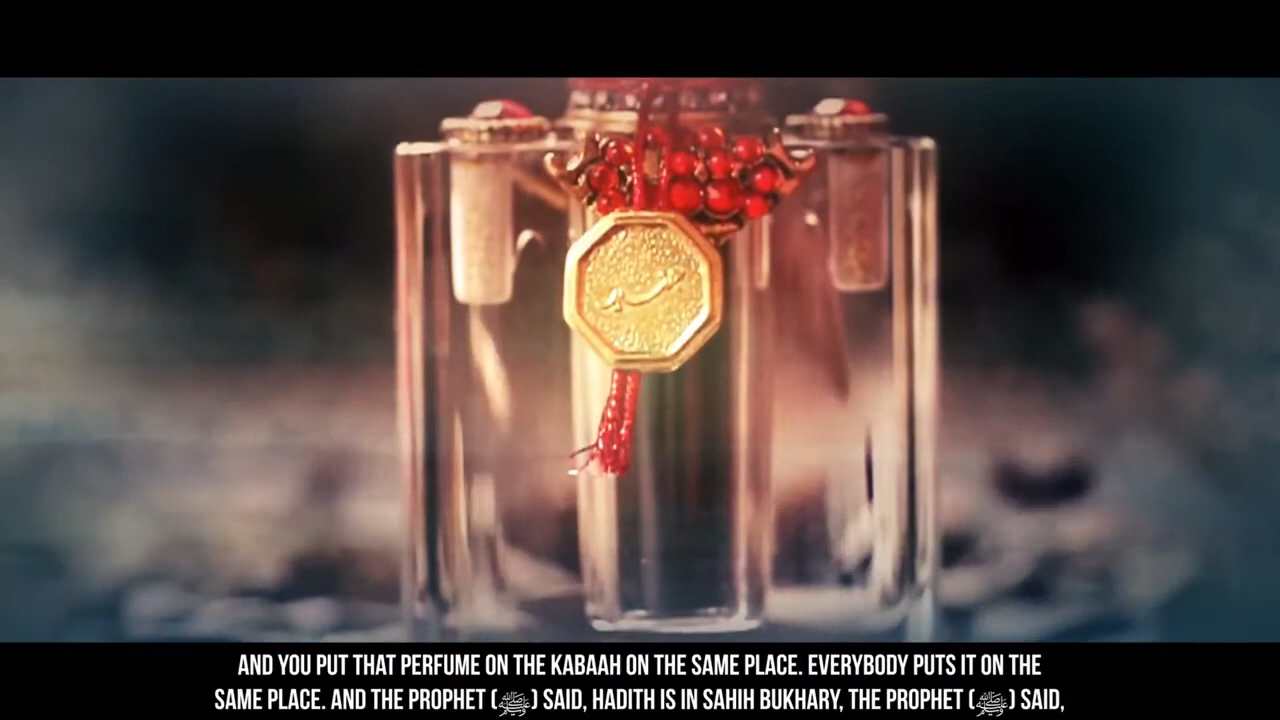 AND YOU PUT THAT PERFUME ON THE KABAAH ON THE SAME PLACE. EVERYBODY PUTS IT ON THE
SAME PLACE. AND THE PROPHET (ﷺ) SAID, HADITH IS IN SAHIH BUKHARY, THE PROPHET (ﷺ) SAID,